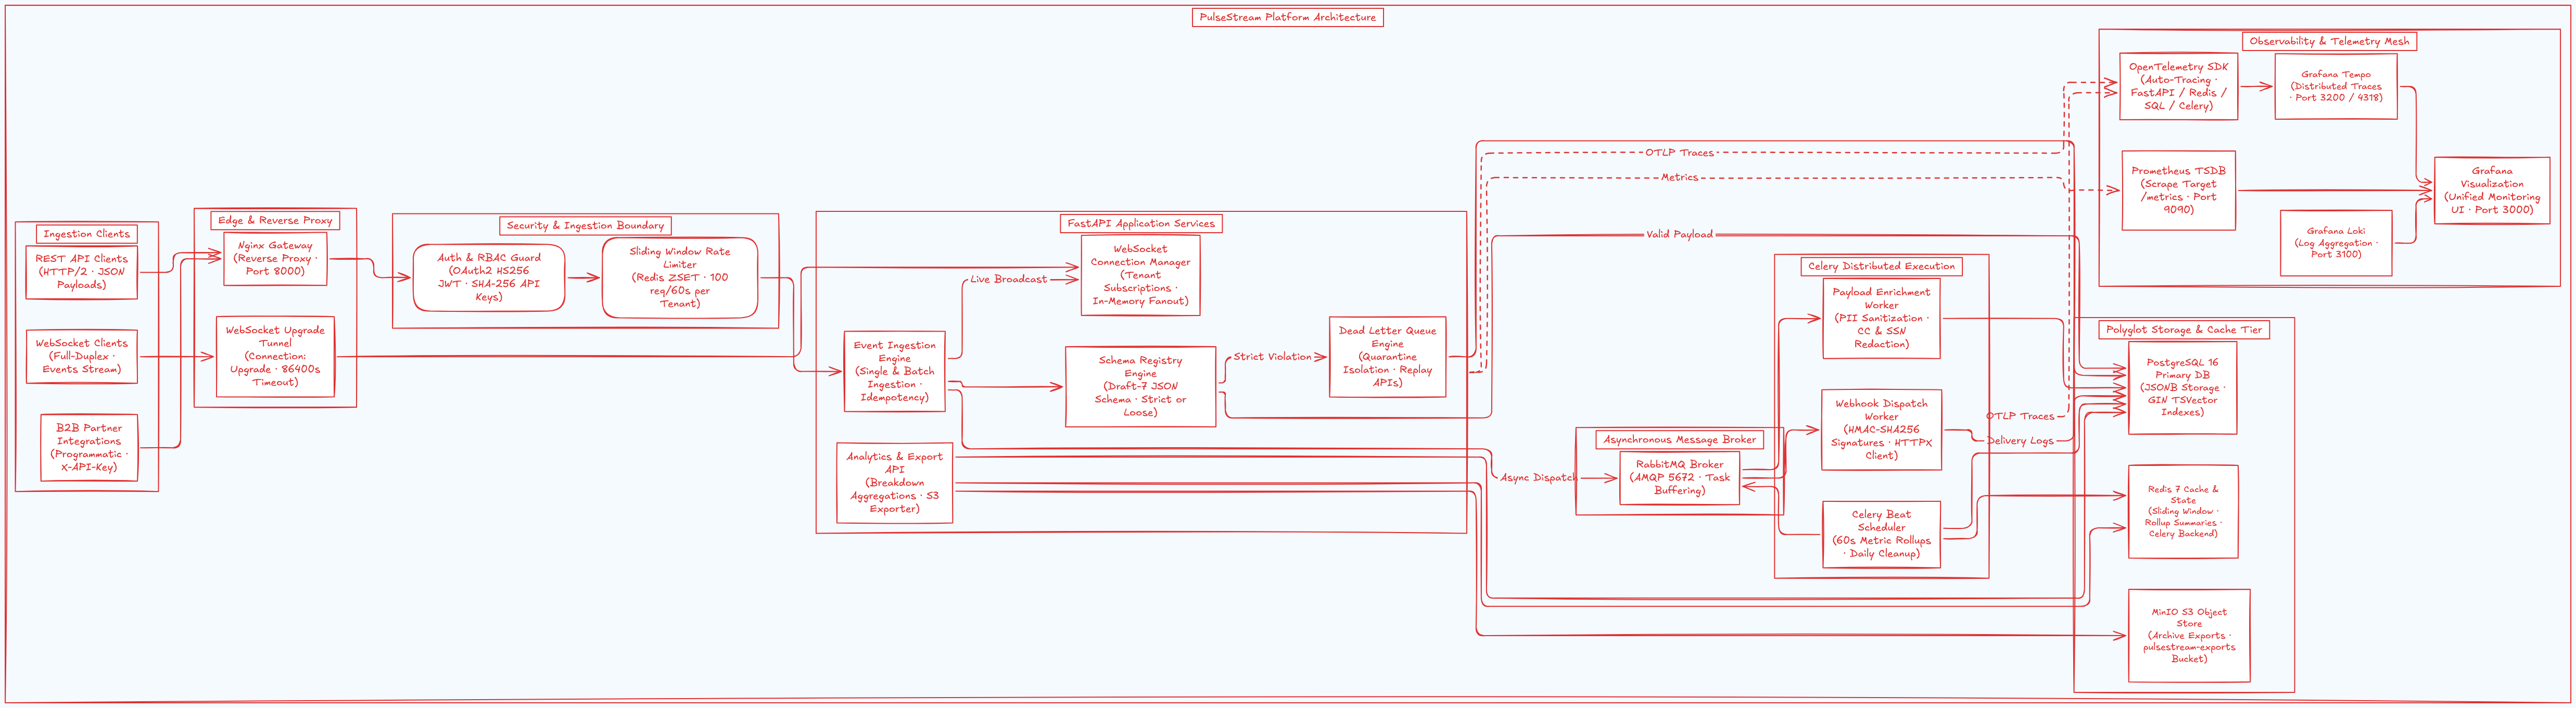 PulseStream Platform Architecture
Ingestion Clients
REST API Clients
(HTTP/2 · JSON
Payloads)
WebSocket Clients
(Full-Duplex ·
Events Stream)
B2B Partner
Integrations
(Programmatic ·
X-API-Key)
Edge & Reverse Proxy
Nginx Gateway
(Reverse Proxy ·
Port 8000)
WebSocket Upgrade
Tunnel
(Connection:
Upgrade · 86400s
Timeout)
Security & Ingestion Boundary
Auth & RBAC Guard
(OAuth2 HS256
JWT · SHA-256 API
Keys)
Sliding Window Rate
Limiter
(Redis ZSET · 100
req/60s per
Tenant)
FastAPI Application Services
WebSocket
Connection Manager
(Tenant
Subscriptions ·
In-Memory Fanout)
Live Broadcast
Event Ingestion
Engine
(Single & Batch
Ingestion ·
Idempotency)
Schema Registry
Engine
(Draft-7 JSON
Schema · Strict or
Loose)
Strict Violation
Dead Letter Queue
Engine
(Quarantine
Isolation · Replay
APIs)
Analytics & Export
API
(Breakdown
Aggregations · S3
Exporter)
OTLP Traces
Metrics
Valid Payload
Async Dispatch
Asynchronous Message Broker
RabbitMQ Broker
(AMQP 5672 · Task
Buffering)
Celery Distributed Execution
Payload Enrichment
Worker
(PII Sanitization ·
CC & SSN
Redaction)
Webhook Dispatch
Worker
(HMAC-SHA256
Signatures · HTTPX
Client)
Celery Beat
Scheduler
(60s Metric Rollups
· Daily Cleanup)
OTLP Traces
Delivery Logs
Observability & Telemetry Mesh
OpenTelemetry SDK
(Auto-Tracing ·
FastAPI / Redis /
SQL / Celery)
Grafana Tempo
(Distributed Traces
· Port 3200 / 4318)
Prometheus TSDB
(Scrape Target
/metrics · Port
9090)
Grafana
Visualization
(Unified Monitoring
UI · Port 3000)
Grafana Loki
(Log Aggregation ·
Port 3100)
Polyglot Storage & Cache Tier
PostgreSQL 16
Primary DB
(JSONB Storage ·
GIN TSVector
Indexes)
Redis 7 Cache &
State
(Sliding Window ·
Rollup Summaries ·
Celery Backend)
MinIO S3 Object
Store
(Archive Exports ·
pulsestream-exports
Bucket)